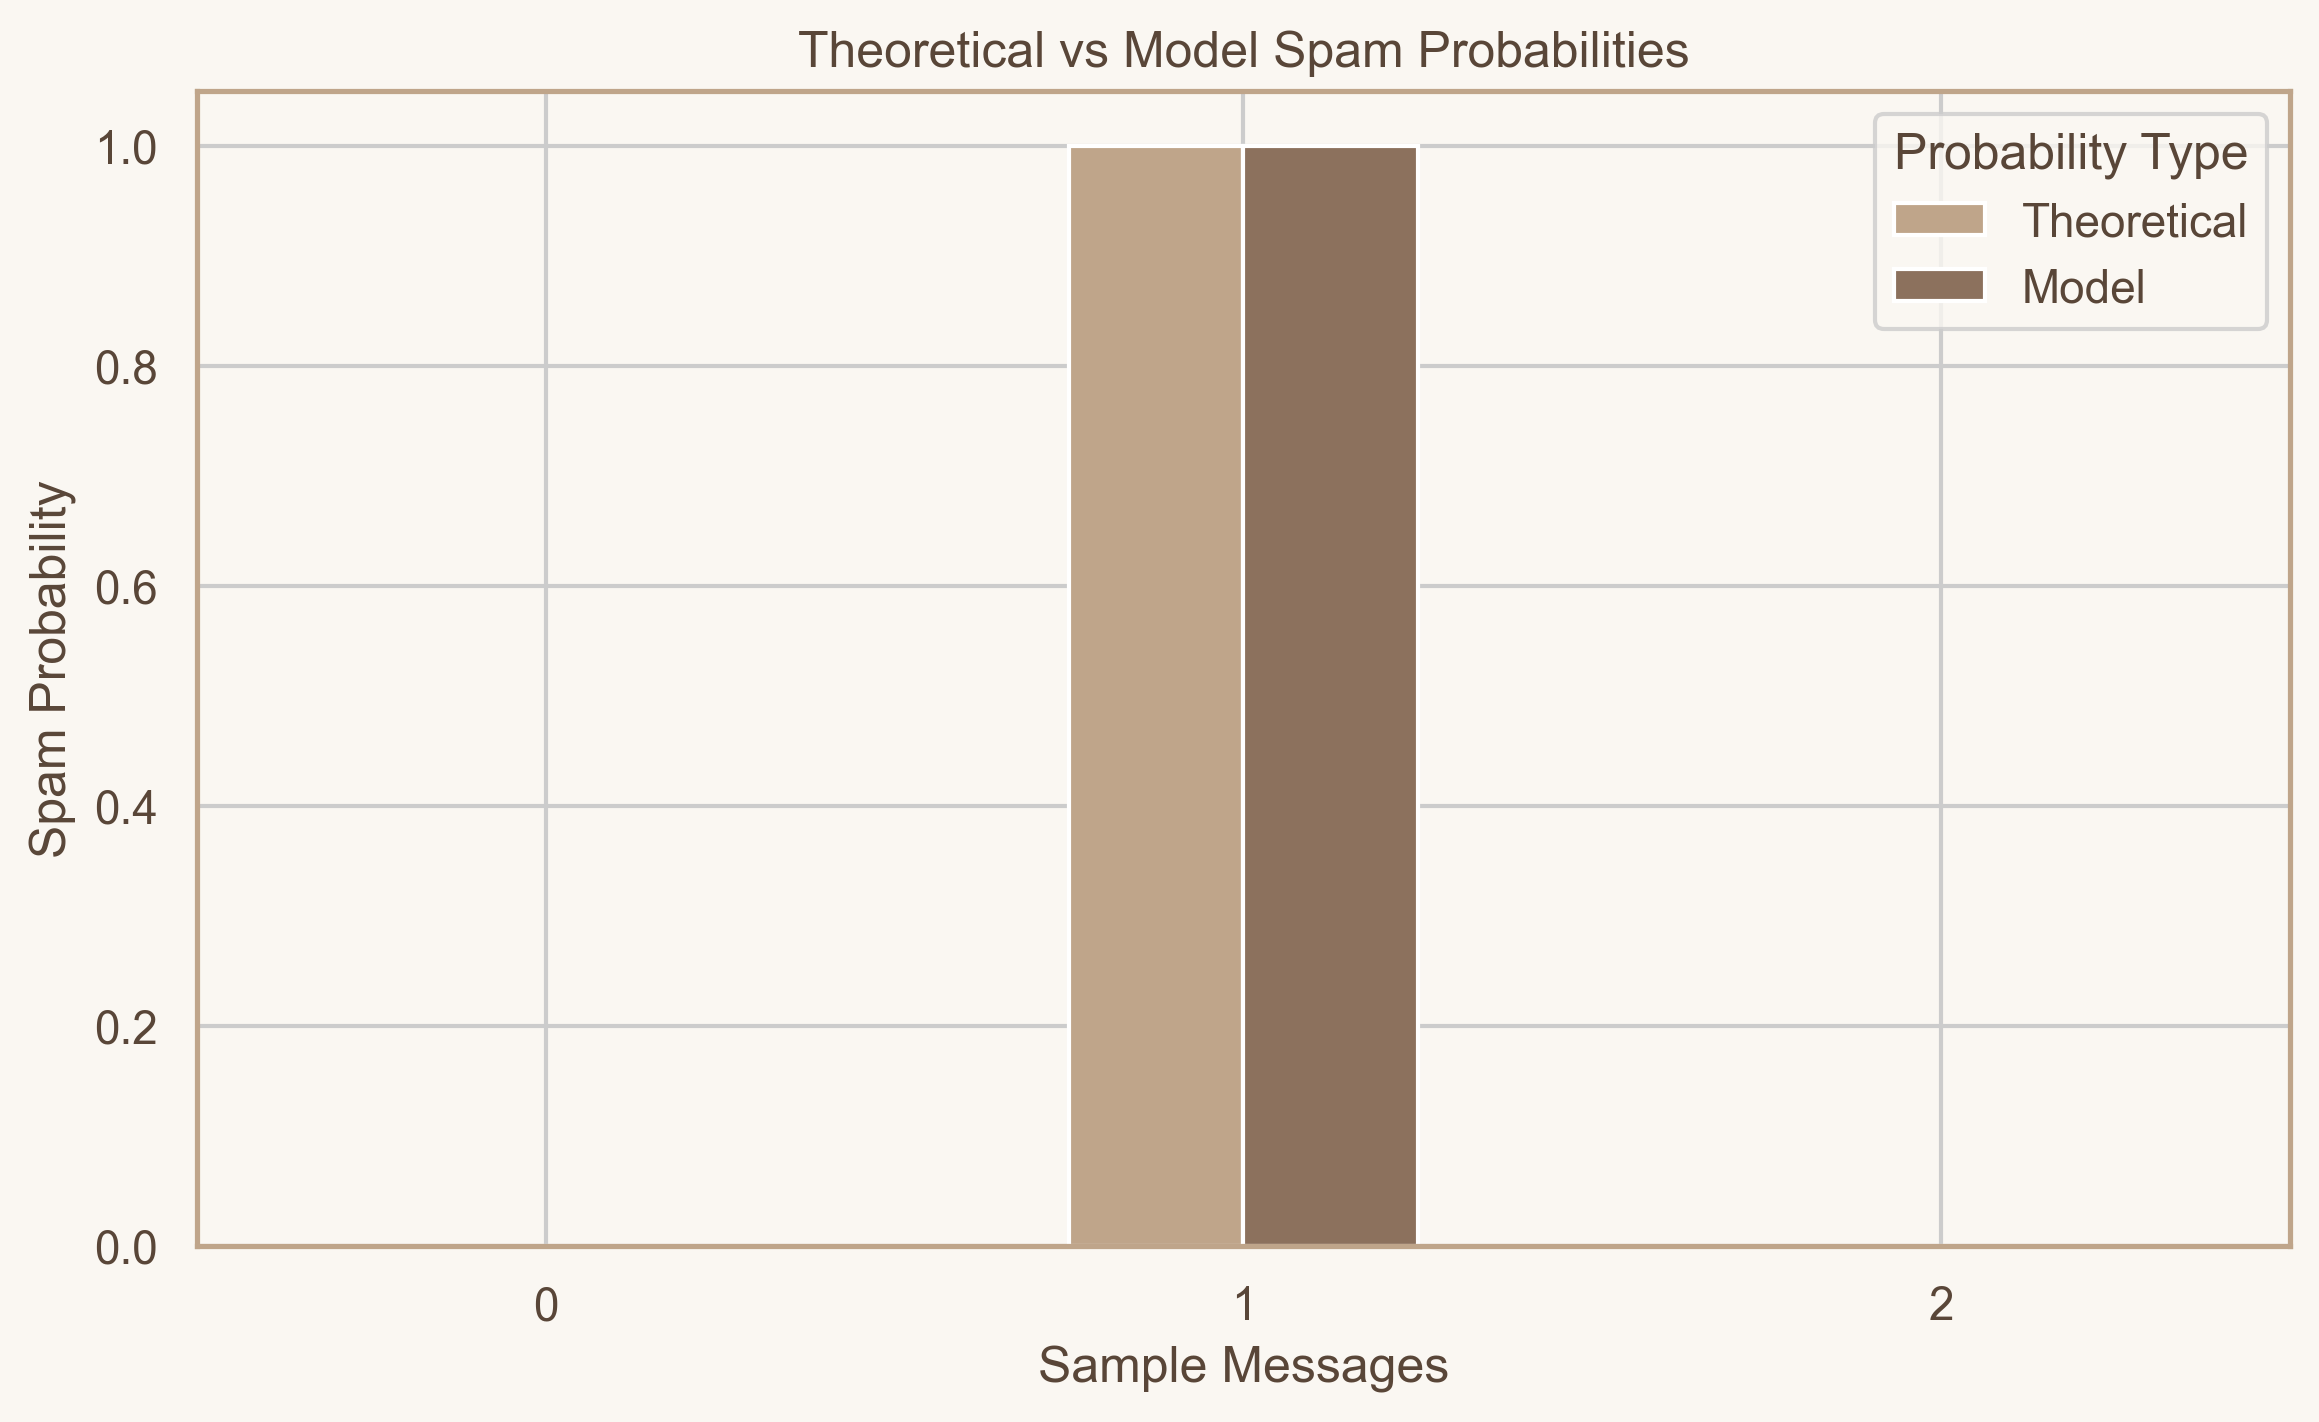 Theoretical vs Model Spam Probabilities
Probability Type
Theoretical
Model
Spam Probability
1.0
0.8
0.6
0.4
0.2
0.0
0
1
2
Sample Messages